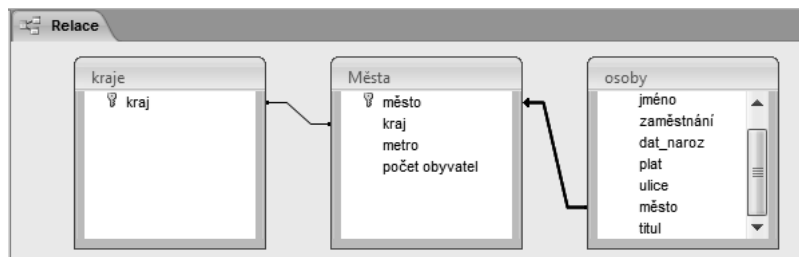 Relace
kraje
kraj
Města
město
kraj
metro
počet obyvatel
osoby
jméno
zaměstnání
dat_naroz
plat
ulice
město
titul